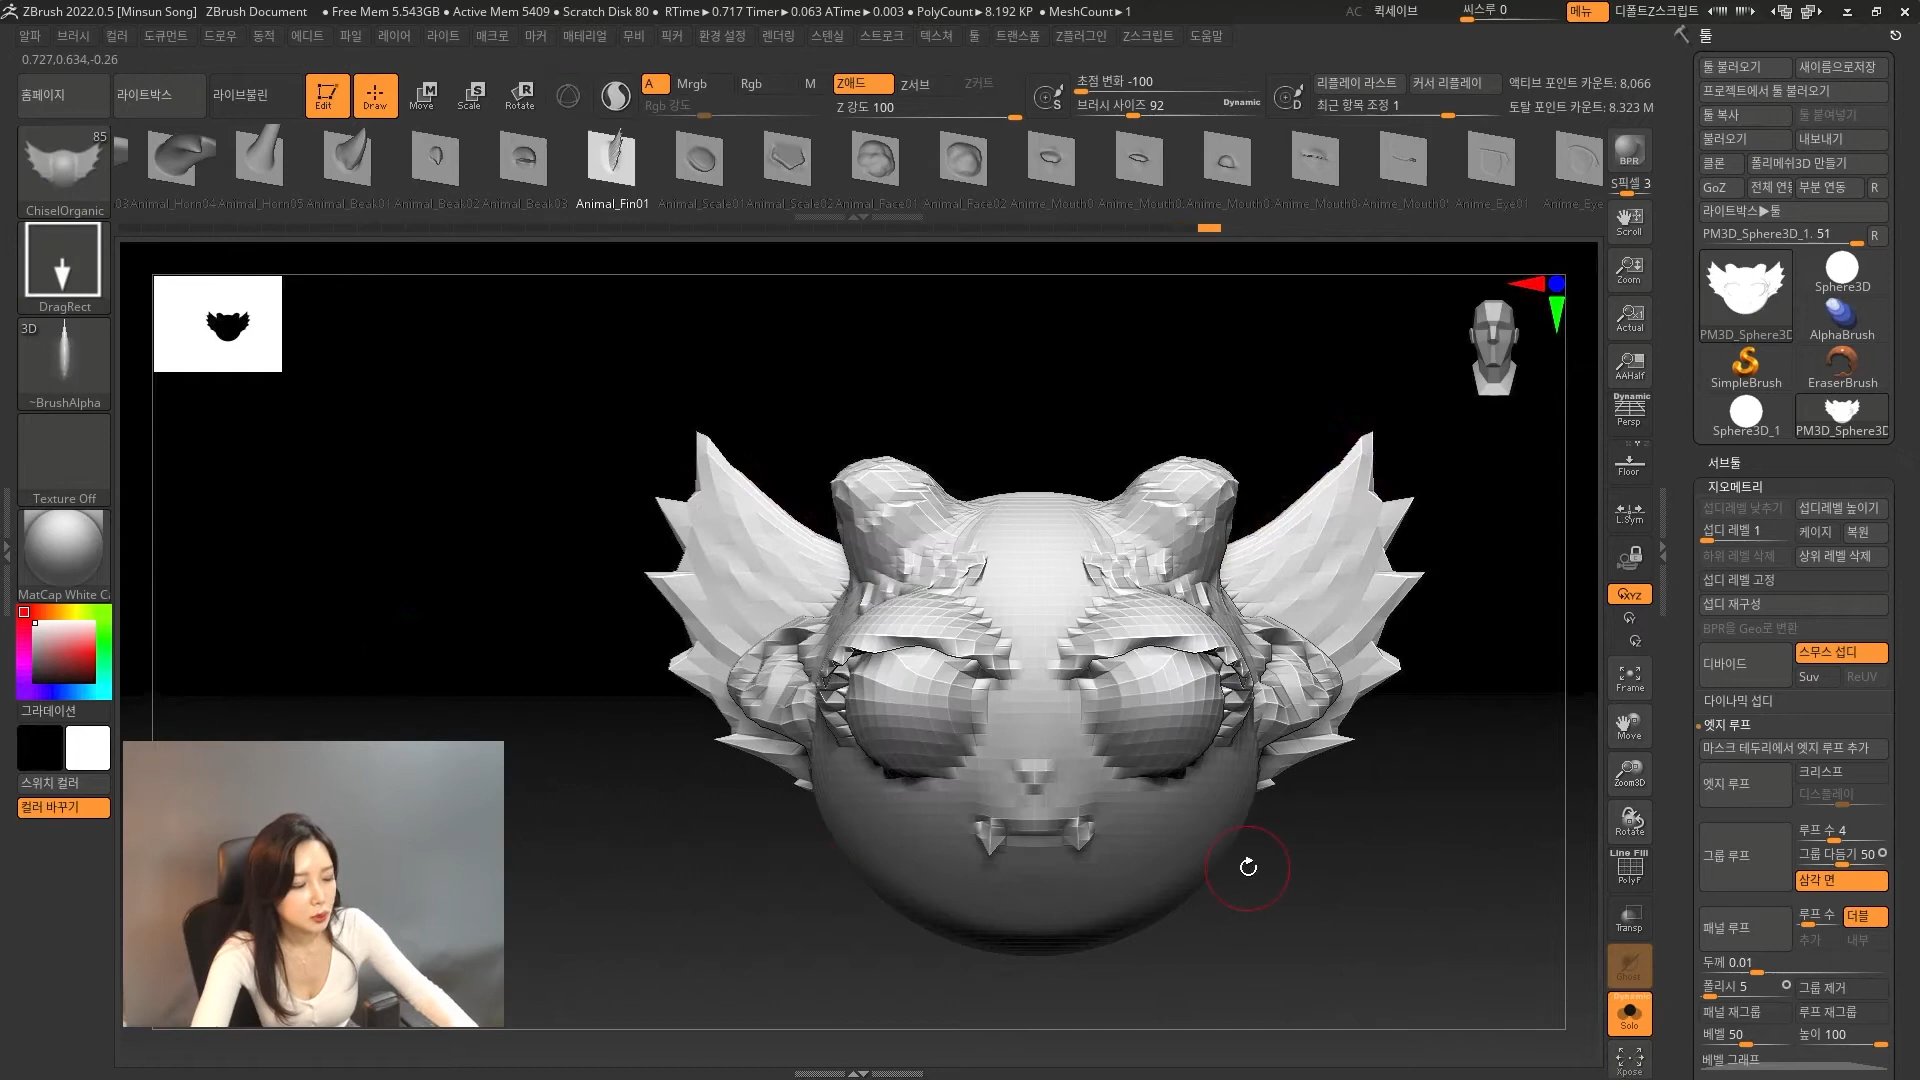 ZBrush 2022.0.5 [Minsun Song] ZBrush Document ● Free Mem 5.543GB ● Active Mem 5409 ● Scratch Disk 80 ● RTime►0.717 Timer►0.063 ATime►0.003 ● PolyCount►8.192 KP ● MeshCount►1
AC 퀵세이브 씨스루 0 메뉴 디폴트Z스크립트
알파 브러시 컬러 도큐먼트 드로우 동적 에디트 파일 레이어 라이트 매크로 마커 매테리얼 무비 피커 환경 설정 렌더링 스텐실 스트로크 텍스쳐 툴 트랜스폼 Z플러그인 Z스크립트 도움말
툴
0.727,0.634,-0.26
홈페이지 라이트박스 라이브불린 Edit Draw Move Scale Rotate
A Mrgb Rgb M
Rgb 강도
Z애드 Z서브 Z커트
Z 강도 100
초점 변화 -100
브러시 사이즈 92 Dynamic
리플레이 라스트 커서 리플레이
최근 항목 조정 1
액티브 포인트 카운트: 8,066
토탈 포인트 카운트: 8.323 M
85
ChiselOrganic
Animal_Horn04 Animal_Horn05 Animal_Beak01 Animal_Beak02 Animal_Beak03 Animal_Fin01 Animal_Scale01 Animal_Scale02 Animal_Face01 Animal_Face02 Anime_Mouth0 Anime_Mouth0 Anime_Mouth0 Anime_Mouth0 Anime_Mouth0 Anime_Eye01 Anime_Eye
DragRect
3D
~BrushAlpha
Texture Off
MatCap White Ca
그라데이션
스위치 컬러
컬러 바꾸기
BPR
S픽셀 3
Scroll
Zoom
Actual
AAHalf
Dynamic
Persp
Floor
L.Sym
XYZ
Frame
Move
Zoom3D
Rotate
Line Fill
PolyF
Transp
Ghost
Dynamic
Solo
Xpose
툴 불러오기 새이름으로저장
프로젝트에서 툴 불러오기
툴 복사 툴 붙여넣기
불러오기 내보내기
클론 폴리메쉬3D 만들기
GoZ 전체 연동 부분 연동 R
라이트박스▶툴
PM3D_Sphere3D_1. 51 R
PM3D_Sphere3D
Sphere3D
AlphaBrush
SimpleBrush EraserBrush
Sphere3D_1 PM3D_Sphere3D
서브툴
지오메트리
섭디레벨 낮추기 섭디레벨 높이기
섭디 레벨 1 케이지 복원
하위 레벨 삭제 상위 레벨 삭제
섭디 레벨 고정
섭디 재구성
BPR을 Geo로 변환
디바이드 스무스 섭디
Suv ReUV
다이나믹 섭디
엣지 루프
마스크 테두리에서 엣지 루프 추가
엣지 루프 크리스프
디스플레이
루프 수 4
그룹 루프 그룹 다듬기 50
삼각 면
패널 루프 루프 수 더블
추가 내부
두께 0.01
폴리시 5 그룹 제거
패널 재그룹 루프 재그룹
베벨 50 높이 100
베벨 그래프